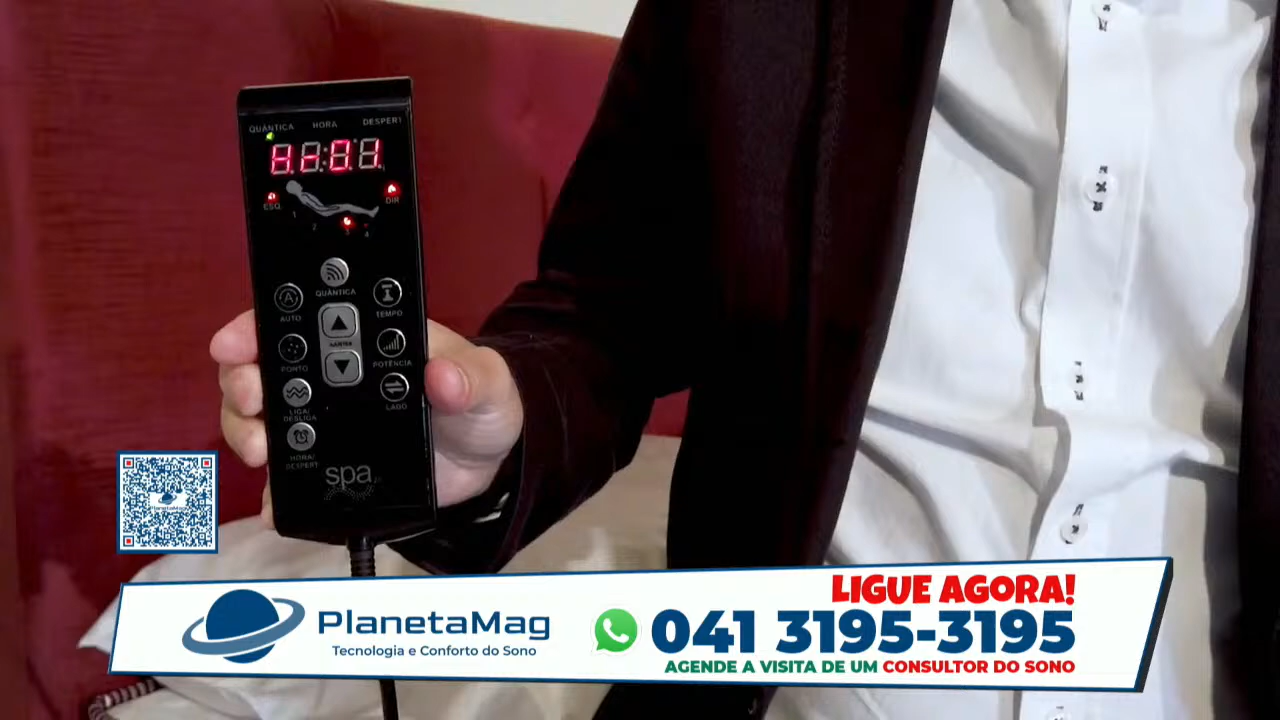 QUÂNTICA HORA DESPERT
ESQ DIR
1 2 3 4
QUÂNTICA
AUTO TEMPO
PONTO POTÊNCIA
LIGA/
DESLIGA LADO
HORA/
DESPERT
spa
PlanetaMag
LIGUE AGORA!
PlanetaMag 041 3195-3195
Tecnologia e Conforto do Sono
AGENDE A VISITA DE UM CONSULTOR DO SONO